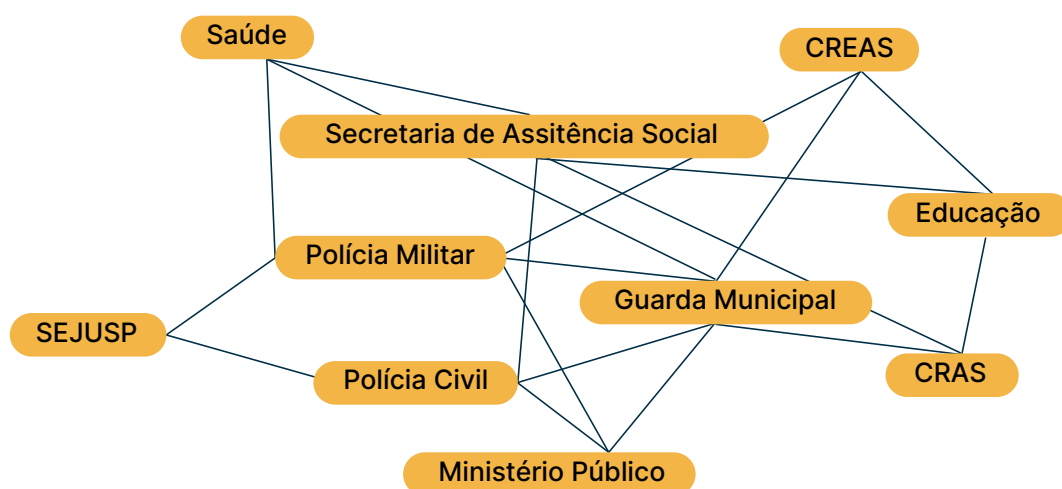 Saúde
CREAS
Secretaria de Assitência Social
Educação
Polícia Militar
Guarda Municipal
SEJUSP
Polícia Civil
CRAS
Ministério Público